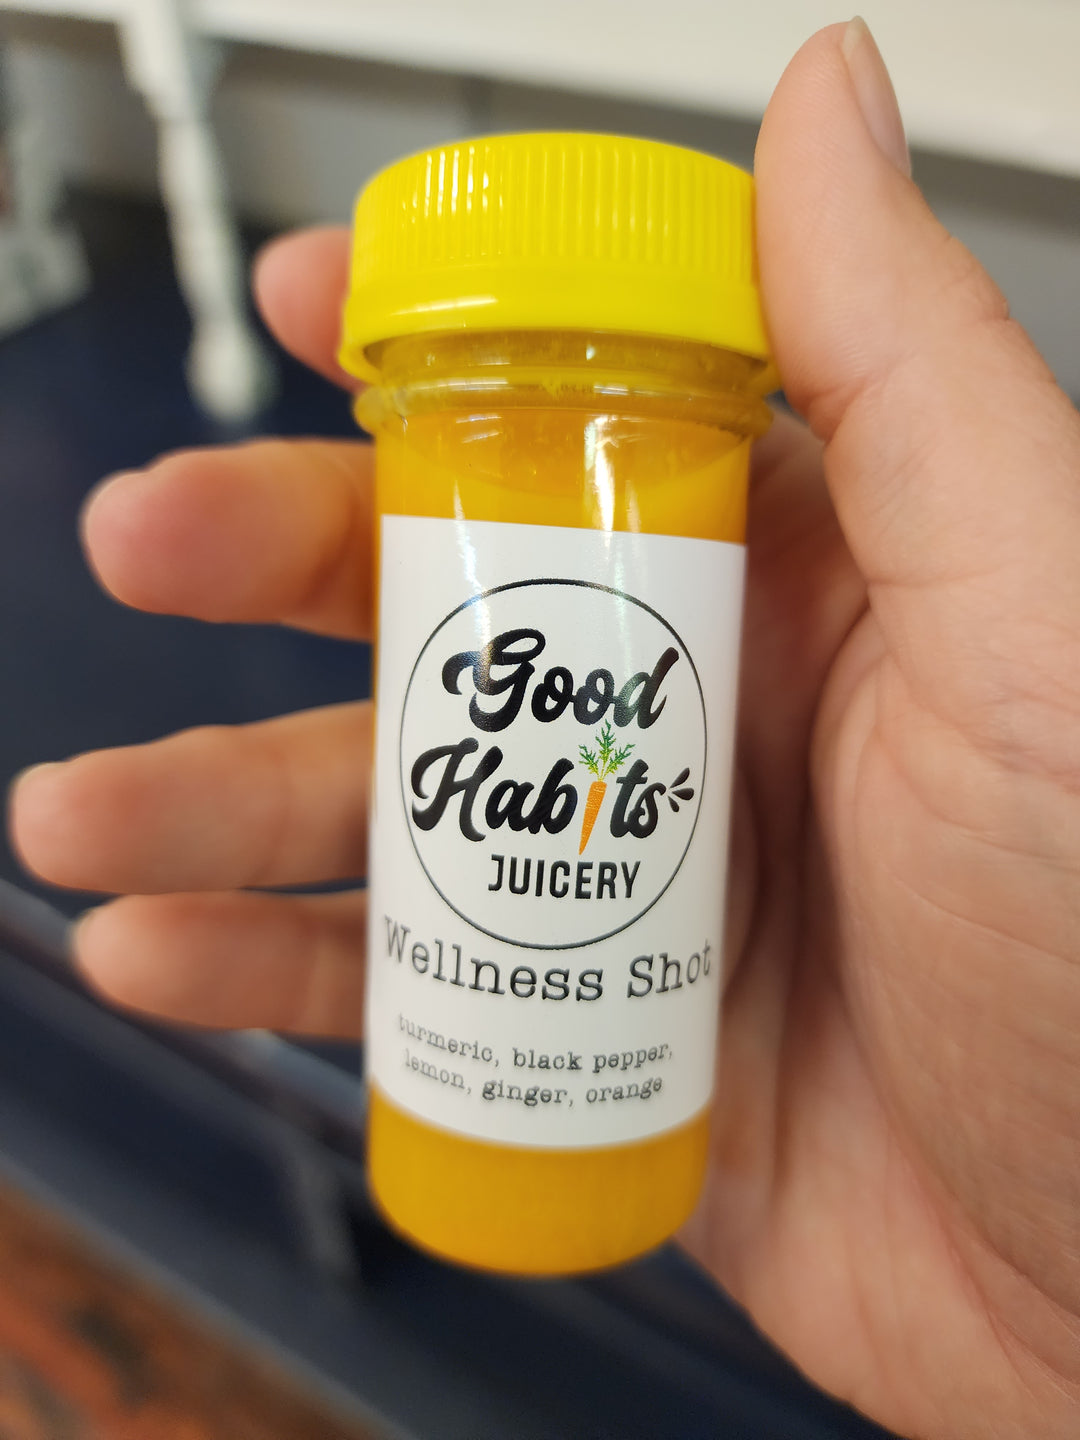 Good
Habits
JUICERY
Wellness Shot
turmeric, black pepper,
lemon, ginger, orange